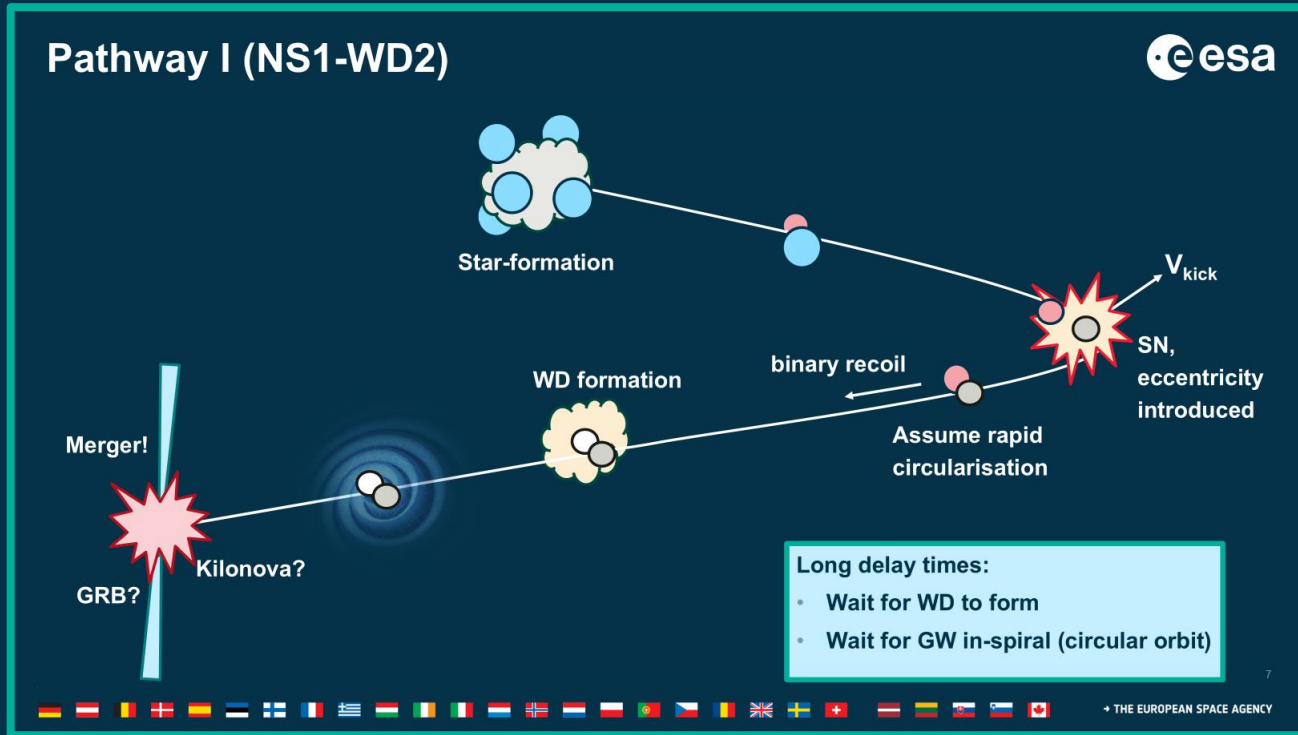 Pathway I (NS1-WD2)
esa
Star-formation
V_kick
SN,
eccentricity
introduced
binary recoil
Assume rapid
circularisation
WD formation
Merger!
Kilonova?
GRB?
Long delay times:
• Wait for WD to form
• Wait for GW in-spiral (circular orbit)
7
→ THE EUROPEAN SPACE AGENCY